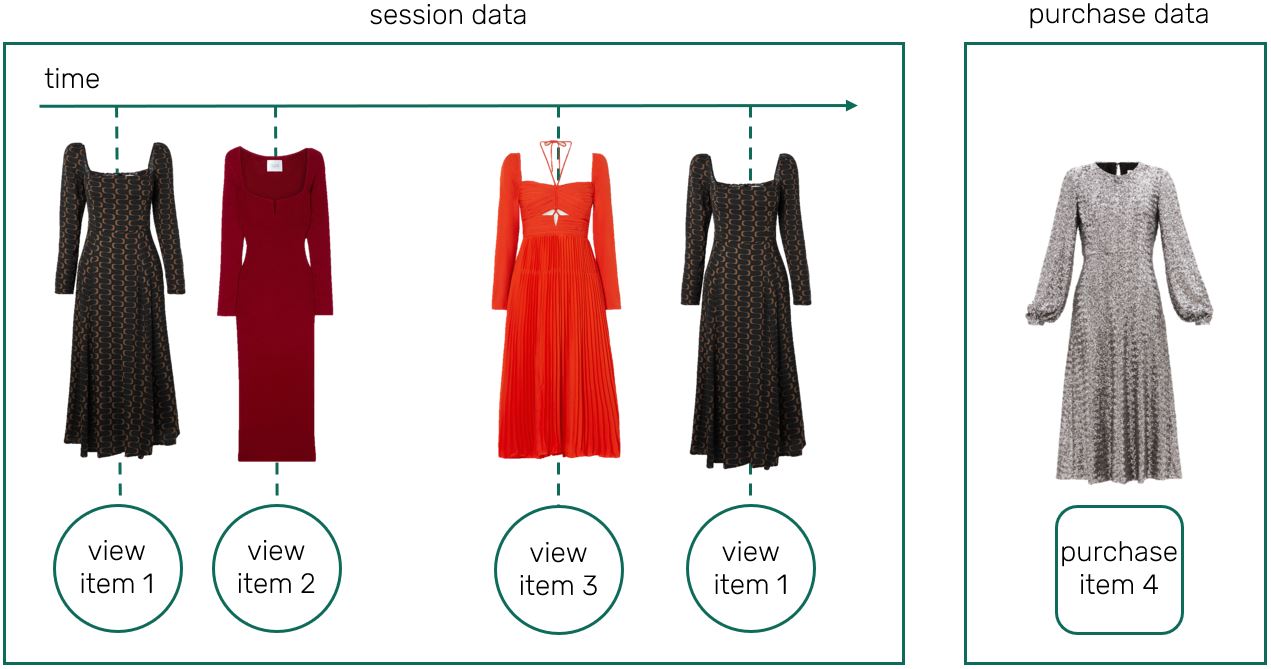 session data
purchase data
time
view
item 1
view
item 2
view
item 3
view
item 1
purchase
item 4